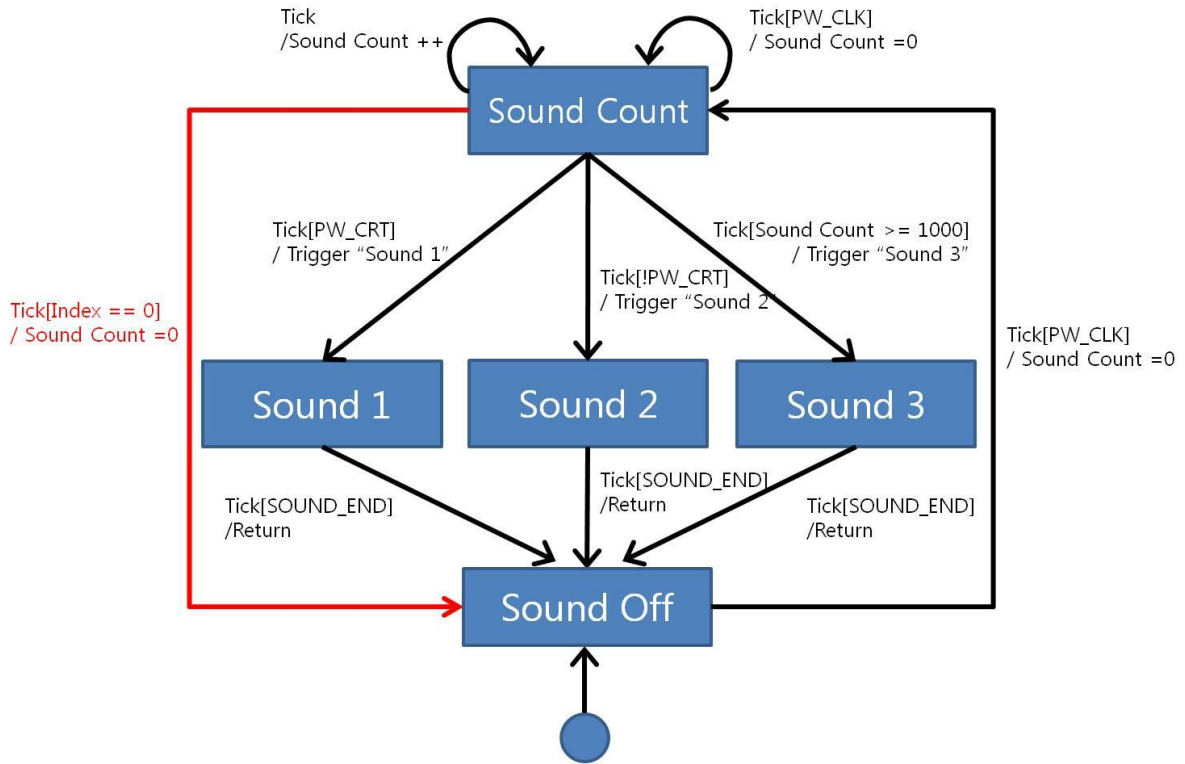 Tick
/Sound Count ++
Tick[PW_CLK]
/ Sound Count =0
Sound Count
Tick[PW_CRT]
/ Trigger “Sound 1”
Tick[!PW_CRT]
/ Trigger “Sound 2”
Tick[Sound Count >= 1000]
/ Trigger “Sound 3”
Tick[Index == 0]
/ Sound Count =0
Tick[PW_CLK]
/ Sound Count =0
Sound 1
Sound 2
Sound 3
Tick[SOUND_END]
/Return
Tick[SOUND_END]
/Return
Tick[SOUND_END]
/Return
Sound Off